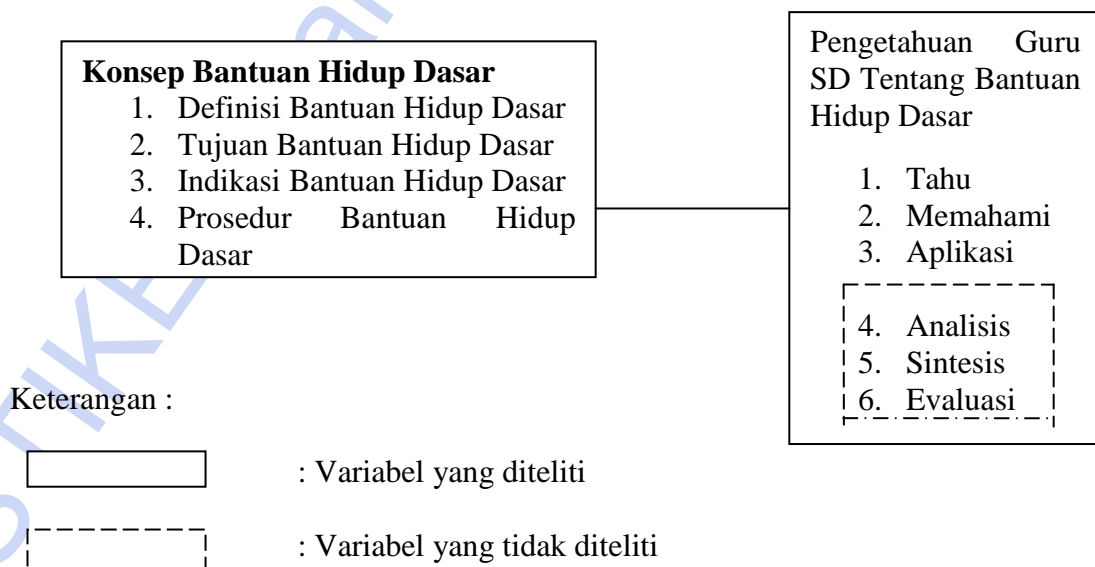 Konsep Bantuan Hidup Dasar
1. Definisi Bantuan Hidup Dasar
2. Tujuan Bantuan Hidup Dasar
3. Indikasi Bantuan Hidup Dasar
4. Prosedur Bantuan Hidup
Dasar
Pengetahuan Guru
SD Tentang Bantuan
Hidup Dasar
1. Tahu
2. Memahami
3. Aplikasi
4. Analisis
5. Sintesis
6. Evaluasi
Keterangan :
: Variabel yang diteliti
: Variabel yang tidak diteliti